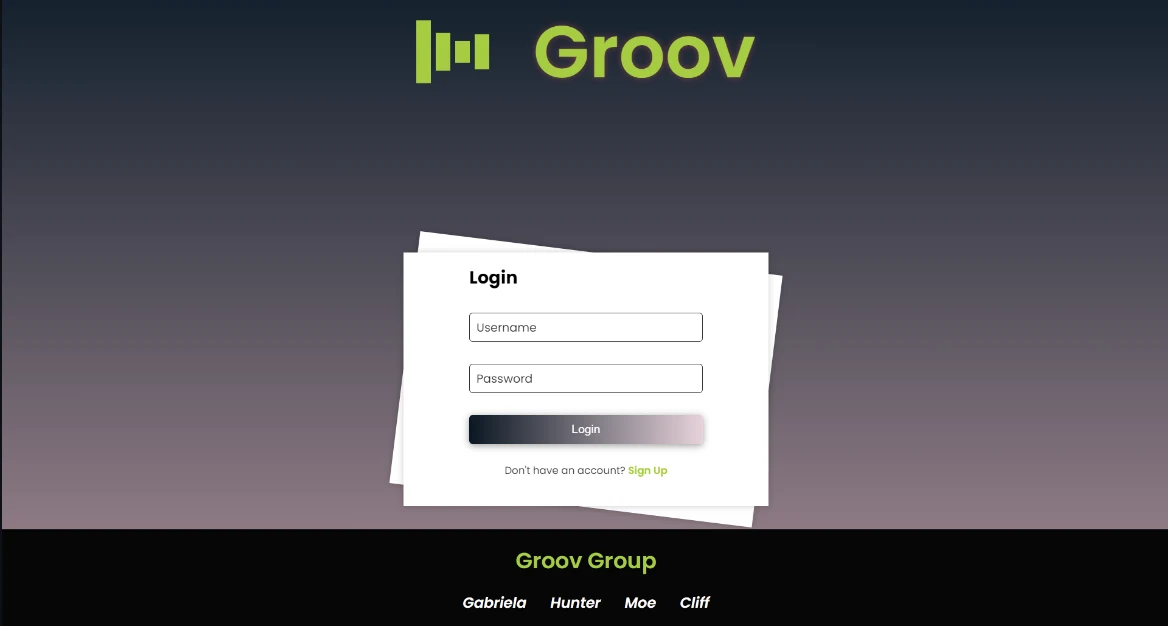 Groov
Login
Username
Password
Login
Don't have an account? Sign Up
Groov Group
Gabriela Hunter Moe Cliff